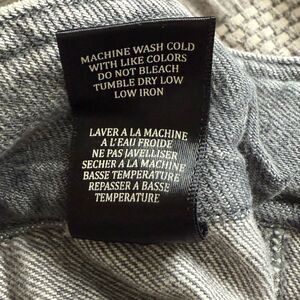 MACHINE WASH COLD
WITH LIKE COLORS
DO NOT BLEACH
TUMBLE DRY LOW
LOW IRON
LAVER A LA MACHINE
A L'EAU FROIDE
NE PAS JAVELLISER
SECHER A LA MACHINE
BASSE TEMPERATURE
REPASSER A BASSE
TEMPERATURE